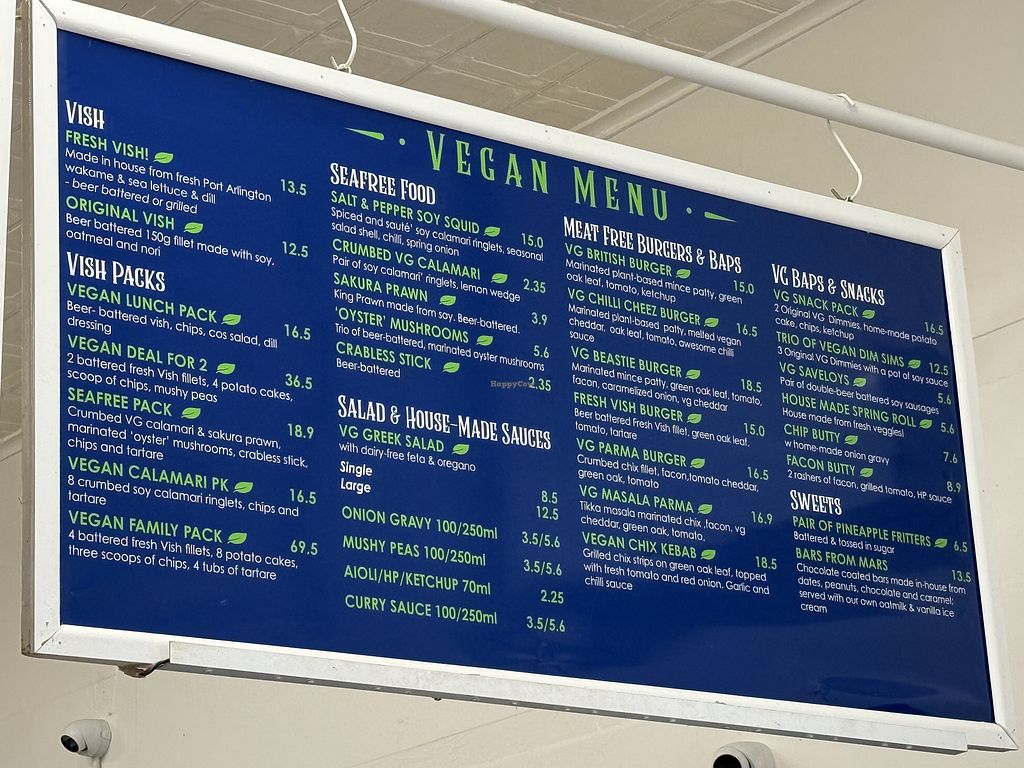 VEGAN MENU
VISH
FRESH VISH!
Made in house from fresh Port Arlington
wakame & sea lettuce & dill
- beer battered or grilled
13.5
ORIGINAL VISH
Beer battered 150g fillet made with soy,
oatmeal and nori
12.5
VISH PACKS
VEGAN LUNCH PACK
Beer- battered vish, chips, cos salad, dill
dressing
16.5
VEGAN DEAL FOR 2
2 battered fresh Vish fillets, 4 potato cakes,
scoop of chips, mushy peas
36.5
SEAFREE PACK
Crumbed VG calamari & sakura prawn,
marinated 'oyster' mushrooms, crabless stick,
chips and tartare
18.9
VEGAN CALAMARI PK
8 crumbed soy calamari ringlets, chips and
tartare
16.5
VEGAN FAMILY PACK
4 battered fresh Vish fillets, 8 potato cakes,
three scoops of chips, 4 tubs of tartare
69.5
SEAFREE FOOD
SALT & PEPPER SOY SQUID
Spiced and sauté' soy calamari ringlets, seasonal
salad shell, chilli, spring onion
15.0
CRUMBED VG CALAMARI
Pair of soy calamari' ringlets, lemon wedge
2.35
SAKURA PRAWN
King Prawn made from soy. Beer-battered.
3.9
'OYSTER' MUSHROOMS
Trio of beer-battered, marinated oyster mushrooms
5.6
CRABLESS STICK
Beer-battered
2.35
HappyCow
SALAD & HOUSE-MADE SAUCES
VG GREEK SALAD
with dairy-free feta & oregano
Single 8.5
Large 12.5
ONION GRAVY 100/250ml 3.5/5.6
MUSHY PEAS 100/250ml 3.5/5.6
AIOLI/HP/KETCHUP 70ml 2.25
CURRY SAUCE 100/250ml 3.5/5.6
MEAT FREE BURGERS & BAPS
VG BRITISH BURGER
Marinated plant-based mince patty, green
oak leaf, tomato, ketchup
15.0
VG CHILLI CHEEZ BURGER
Marinated plant-based patty, melted vegan
cheddar, oak leaf, tomato, awesome chilli
sauce
16.5
VG BEASTIE BURGER
Marinated mince patty, green oak leaf, tomato,
facon, caramelized onion, vg cheddar
18.5
FRESH VISH BURGER
Beer battered Fresh Vish fillet, green oak leaf,
tomato, tartare
15.0
VG PARMA BURGER
Crumbed chix fillet, facon,tomato cheddar,
green oak, tomato
16.5
VG MASALA PARMA
Tikka masala marinated chix ,facon, vg
cheddar, green oak, tomato,
16.9
VEGAN CHIX KEBAB
Grilled chix strips on green oak leaf, topped
with fresh tomato and red onion. Garlic and
chilli sauce
18.5
VG BAPS & SNACKS
VG SNACK PACK
2 Original VG Dimmies, home-made potato
cake, chips, ketchup
16.5
TRIO OF VEGAN DIM SIMS
3 Original VG Dimmies with a pot of soy sauce
12.5
VG SAVELOYS
Pair of double-beer battered soy sausages
5.6
HOUSE MADE SPRING ROLL
House made from fresh veggies!
5.6
CHIP BUTTY
w home-made onion gravy
7.6
FACON BUTTY
2 rashers of facon, grilled tomato, HP sauce
8.9
SWEETS
PAIR OF PINEAPPLE FRITTERS
Battered & tossed in sugar
6.5
BARS FROM MARS
Chocolate coated bars made in-house from
dates, peanuts, chocolate and caramel;
served with our own oatmilk & vanilla ice
cream
13.5